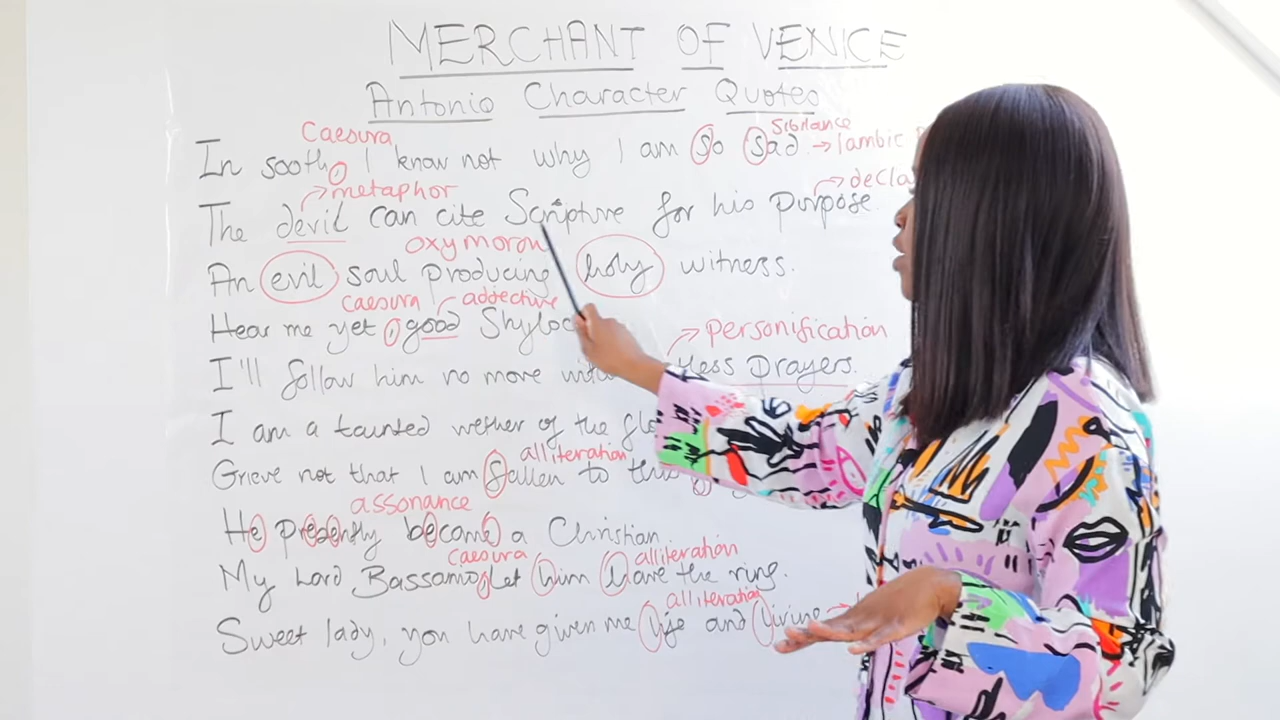 MERCHANT OF VENICE
Antonio Character Quotes
Caesura
Sibilance
In sooth, I know not why I am so sad → Iambic
metaphor
decla
The devil can cite Scripture for his purpose.
oxymoron
An evil soul producing holy witness.
caesura adjective
Hear me yet, good Shyloc
personification
I'll follow him no more less prayers.
I am a tainted wether of the flo
alliteration
Grieve not that I am fallen to this
assonance
He presently become a Christian.
caesura alliteration
My Lord Bassanio, Let him have the ring.
alliteration
Sweet lady, you have given me life and living